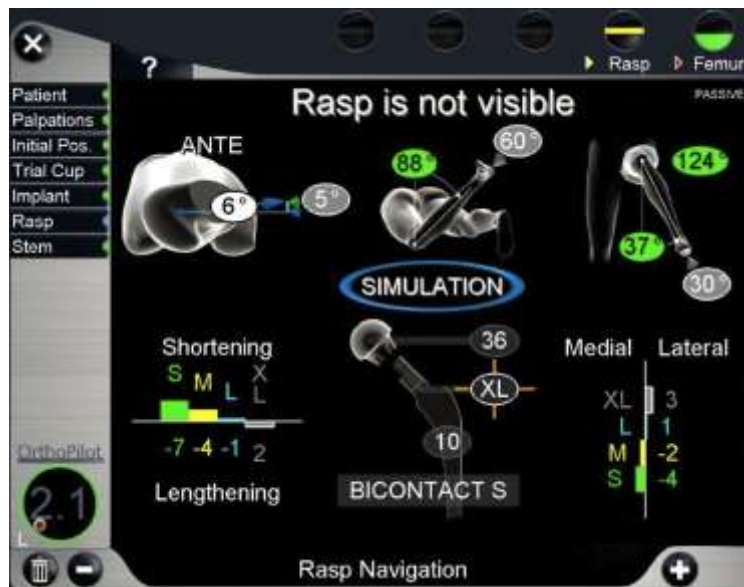 ?
Rasp
Femur
PASSIVE
Patient
Palpations
Initial Pos.
Trial Cup
Implant
Rasp
Stem
Rasp is not visible
ANTE
6°
5°
88°
60°
124°
37°
30°
SIMULATION
Shortening
S M L XL
-7 -4 -1 2
Lengthening
36
XL
10
BICONTACT S
Medial Lateral
XL 3
L 1
M -2
S -4
OrthoPilot
2.1
L
Rasp Navigation